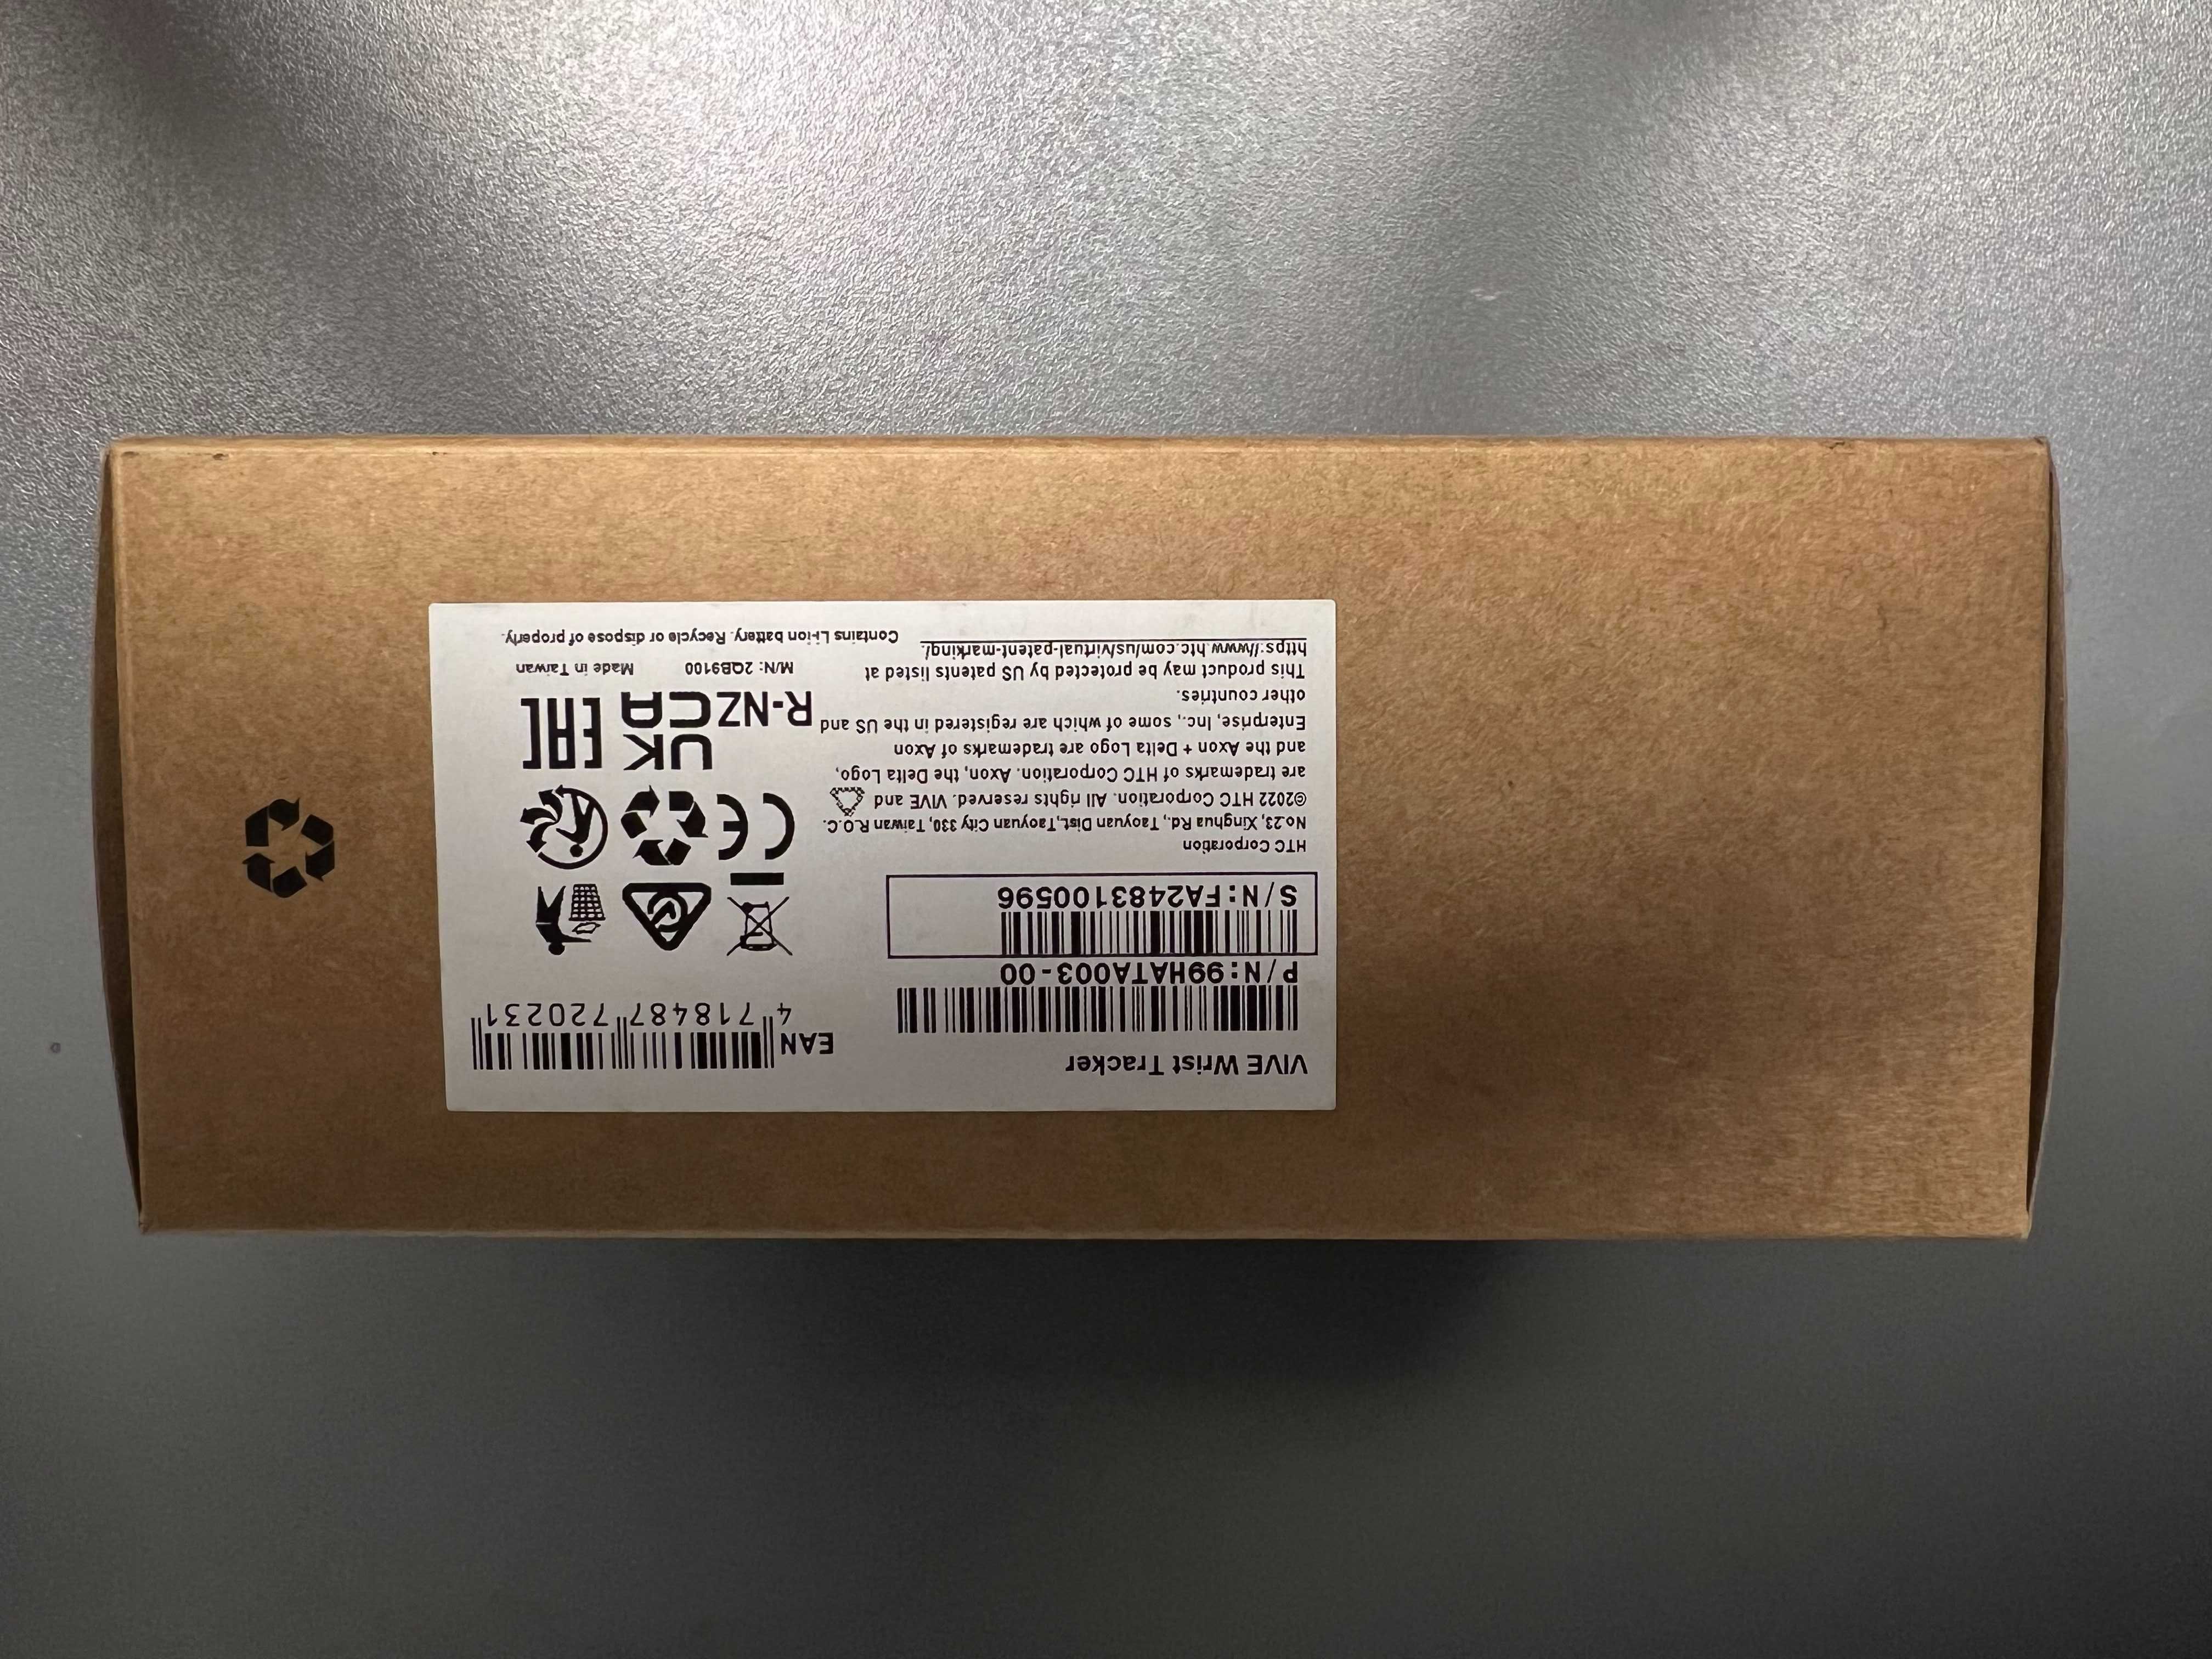 VIVE Wrist Tracker
P/N:99HATA003-00
S/N:FA2483100596
HTC Corporation
No.23, Xinghua Rd., Taoyuan Dist.,Taoyuan City 330, Taiwan R.O.C.
©2022 HTC Corporation. All rights reserved. VIVE and
are trademarks of HTC Corporation. Axon, the Delta Logo,
and the Axon + Delta Logo are trademarks of Axon
Enterprise, Inc., some of which are registered in the US and
other countries.
This product may be protected by US patents listed at
https://www.htc.com/us/virtual-patent-marking/.
EAN
4 718487 720231
CE
R-NZ
UK
CA
EAC
M/N: 2QB9100 Made in Taiwan
Contains Li-ion battery. Recycle or dispose of properly.